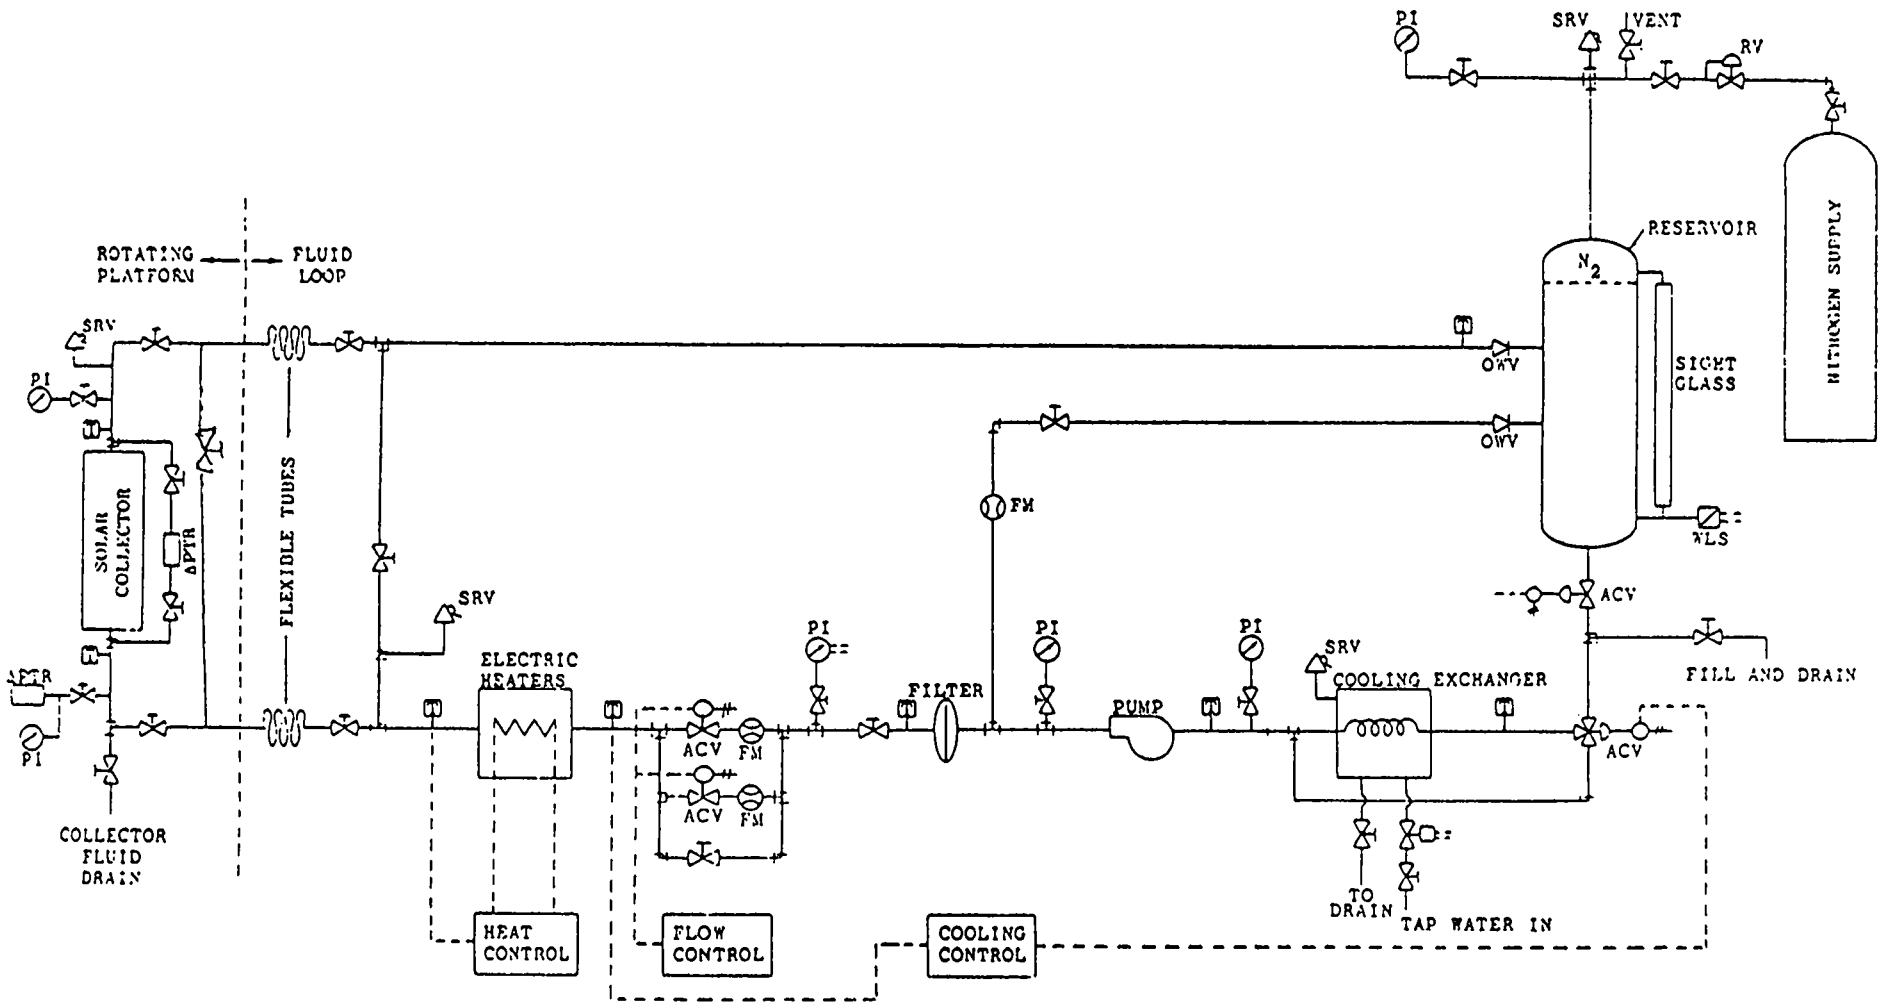 PI
SRV
VENT
RV
RESERVOIR
N2
NITROGEN SUPPLY
ROTATING
PLATFORM
FLUID
LOOP
SRV
PI
OWV
SIGHT
GLASS
OWV
SOLAR
COLLECTOR
ΔPTR
FLEXIBLE TUBES
FM
WLS
ACV
SRV
PI
PI
PI
SRV
FILL AND DRAIN
ELECTRIC
HEATERS
FILTER
PUMP
COOLING EXCHANGER
ΔPTR
PI
ACV
FM
ACV
ACV
FM
COLLECTOR
FLUID
DRAIN
TO
DRAIN
TAP WATER IN
HEAT
CONTROL
FLOW
CONTROL
COOLING
CONTROL